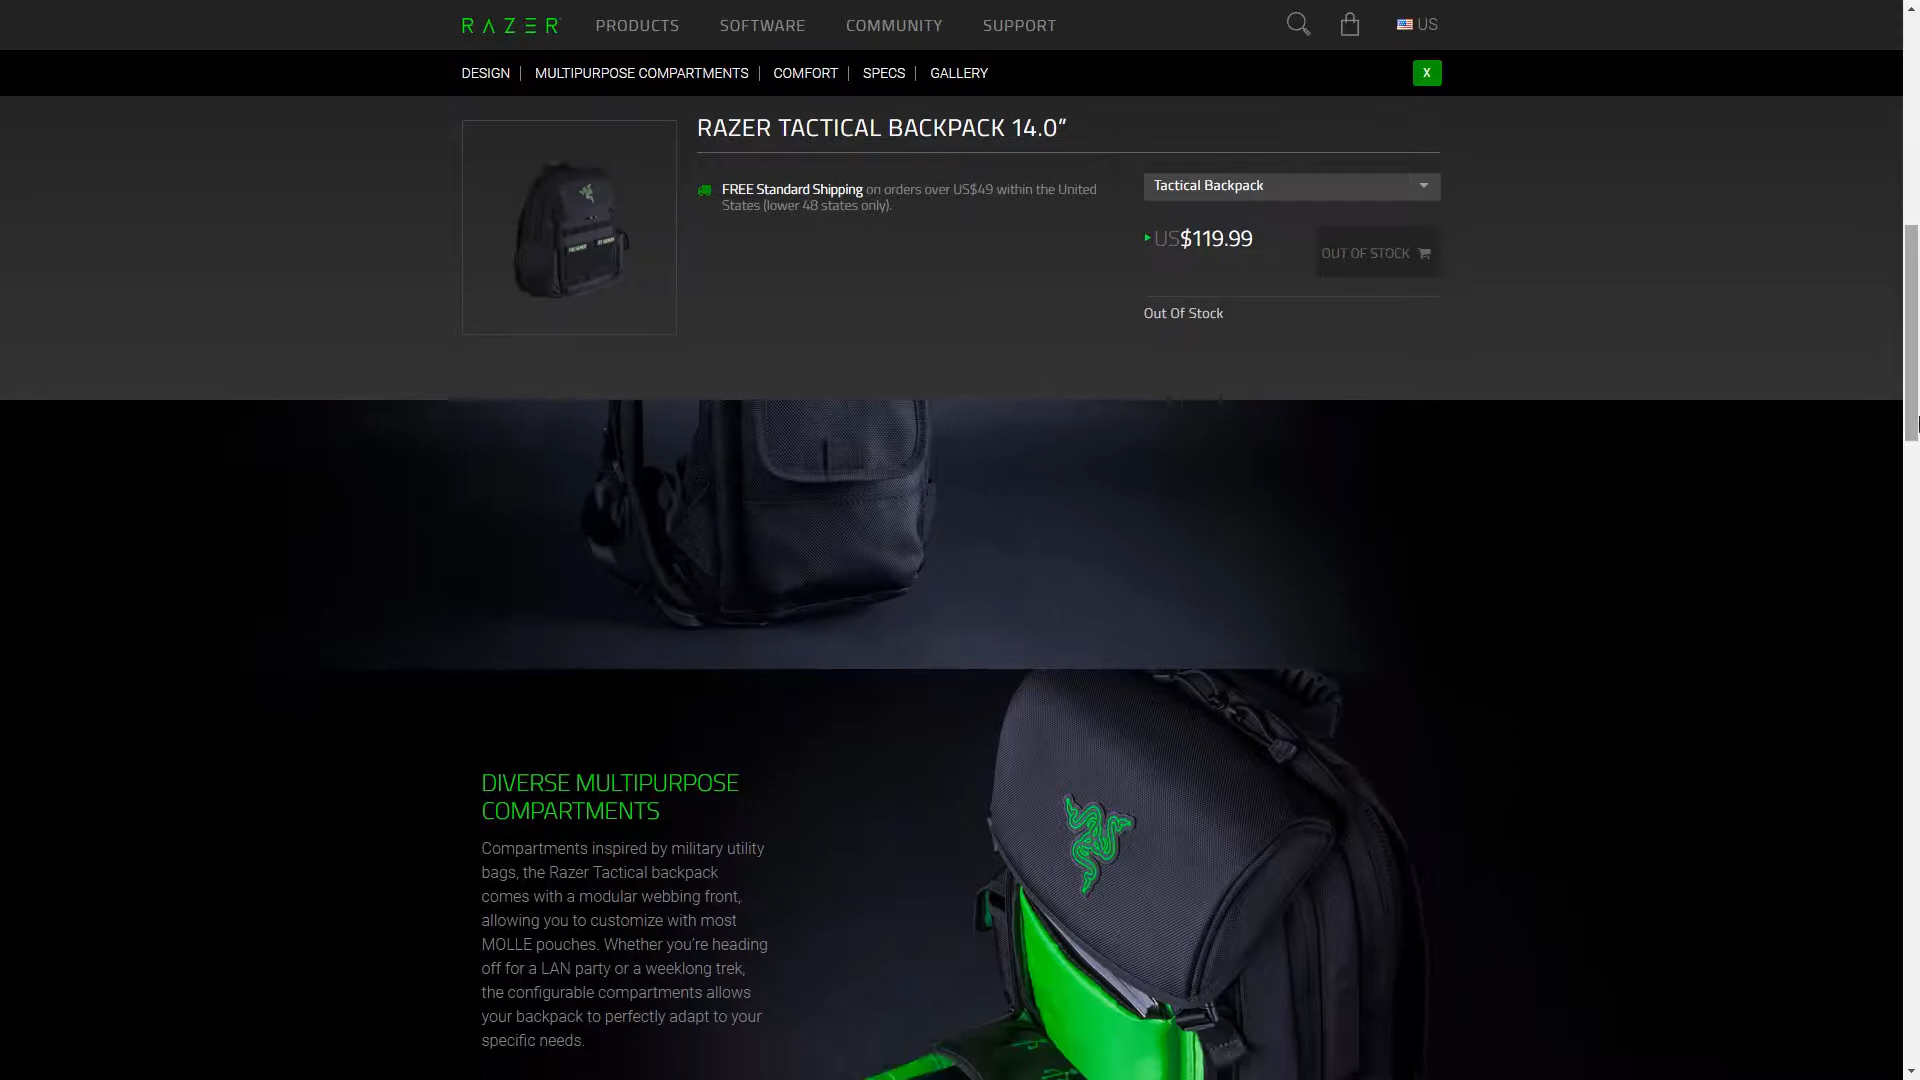 RAZER PRODUCTS SOFTWARE COMMUNITY SUPPORT US
DESIGN | MULTIPURPOSE COMPARTMENTS | COMFORT | SPECS | GALLERY X
RAZER TACTICAL BACKPACK 14.0”
FREE Standard Shipping on orders over US$49 within the United
States (lower 48 states only).
Tactical Backpack
US$119.99
OUT OF STOCK
Out Of Stock
DIVERSE MULTIPURPOSE
COMPARTMENTS
Compartments inspired by military utility
bags, the Razer Tactical backpack
comes with a modular webbing front,
allowing you to customize with most
MOLLE pouches. Whether you’re heading
off for a LAN party or a weeklong trek,
the configurable compartments allows
your backpack to perfectly adapt to your
specific needs.